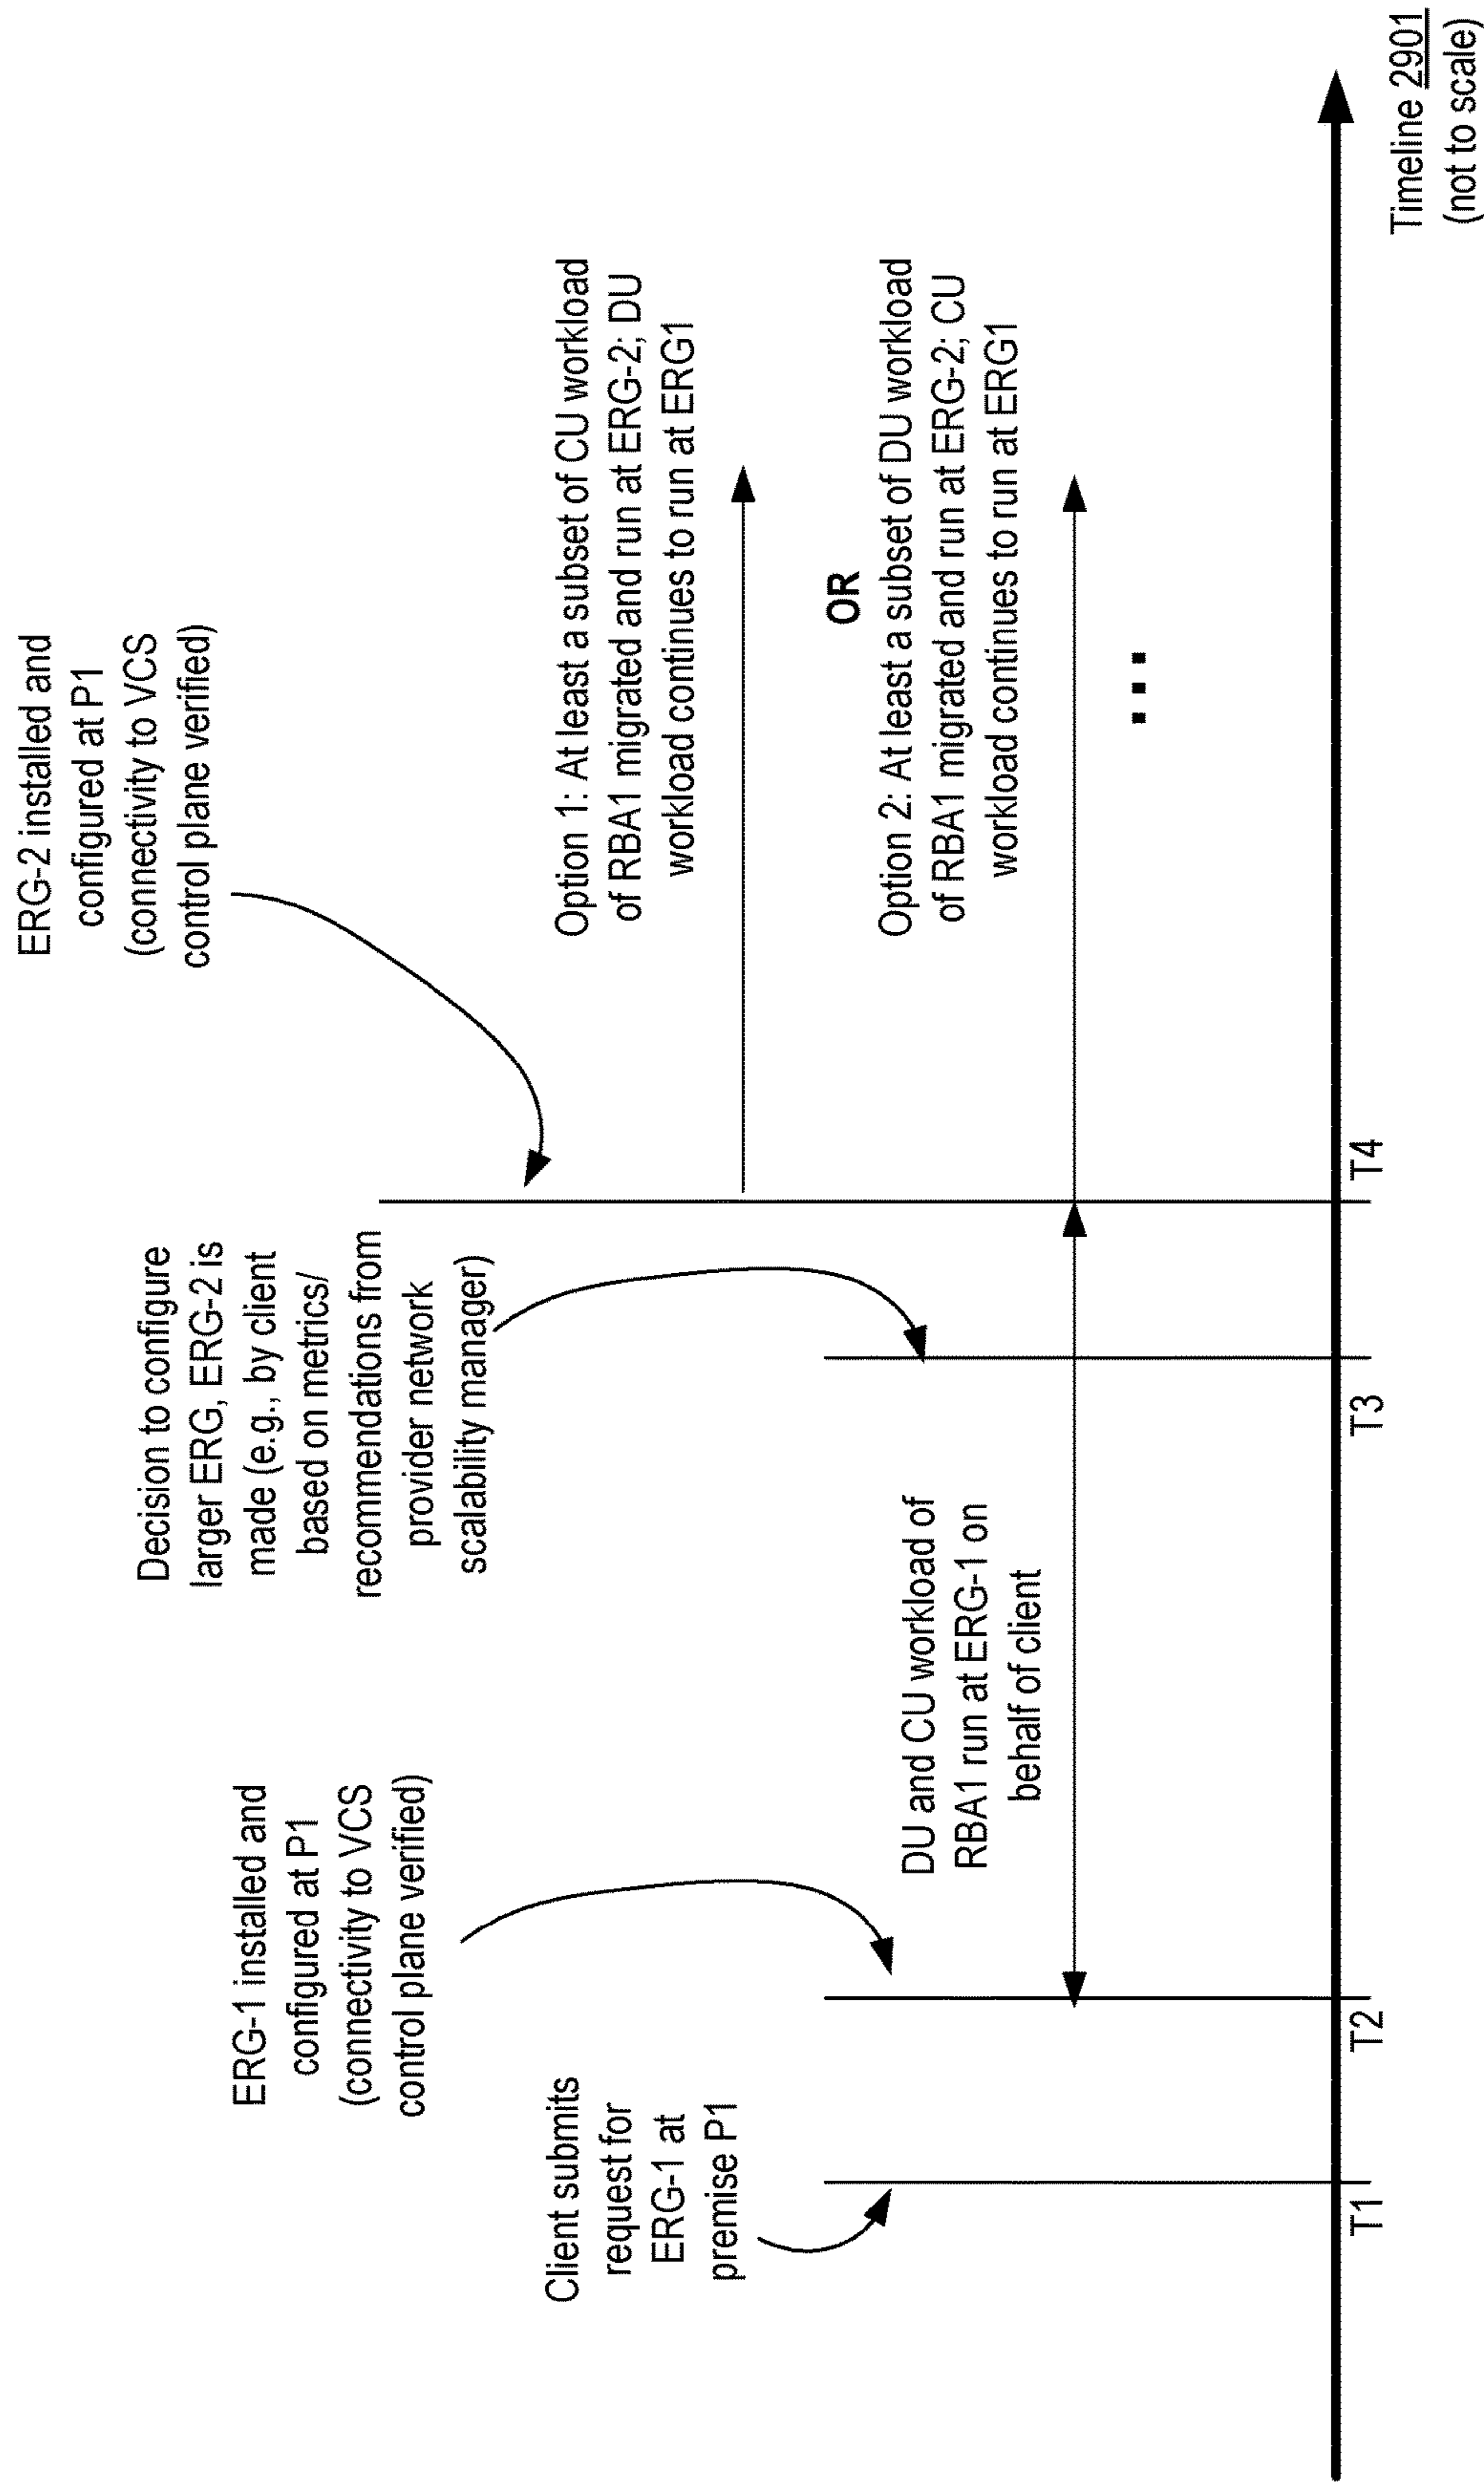 Client submits
request for
ERG-1 at
premise P1
ERG-1 installed and
configured at P1
(connectivity to VCS
control plane verified)
DU and CU workload of
RBA1 run at ERG-1 on
behalf of client
Decision to configure
larger ERG, ERG-2 is
made (e.g., by client
based on metrics/
recommendations from
provider network
scalability manager)
ERG-2 installed and
configured at P1
(connectivity to VCS
control plane verified)
Option 1: At least a subset of CU workload
of RBA1 migrated and run at ERG-2; DU
workload continues to run at ERG1
OR
Option 2: At least a subset of DU workload
of RBA1 migrated and run at ERG-2; CU
workload continues to run at ERG1
...
T1
T2
T3
T4
Timeline 2901
(not to scale)